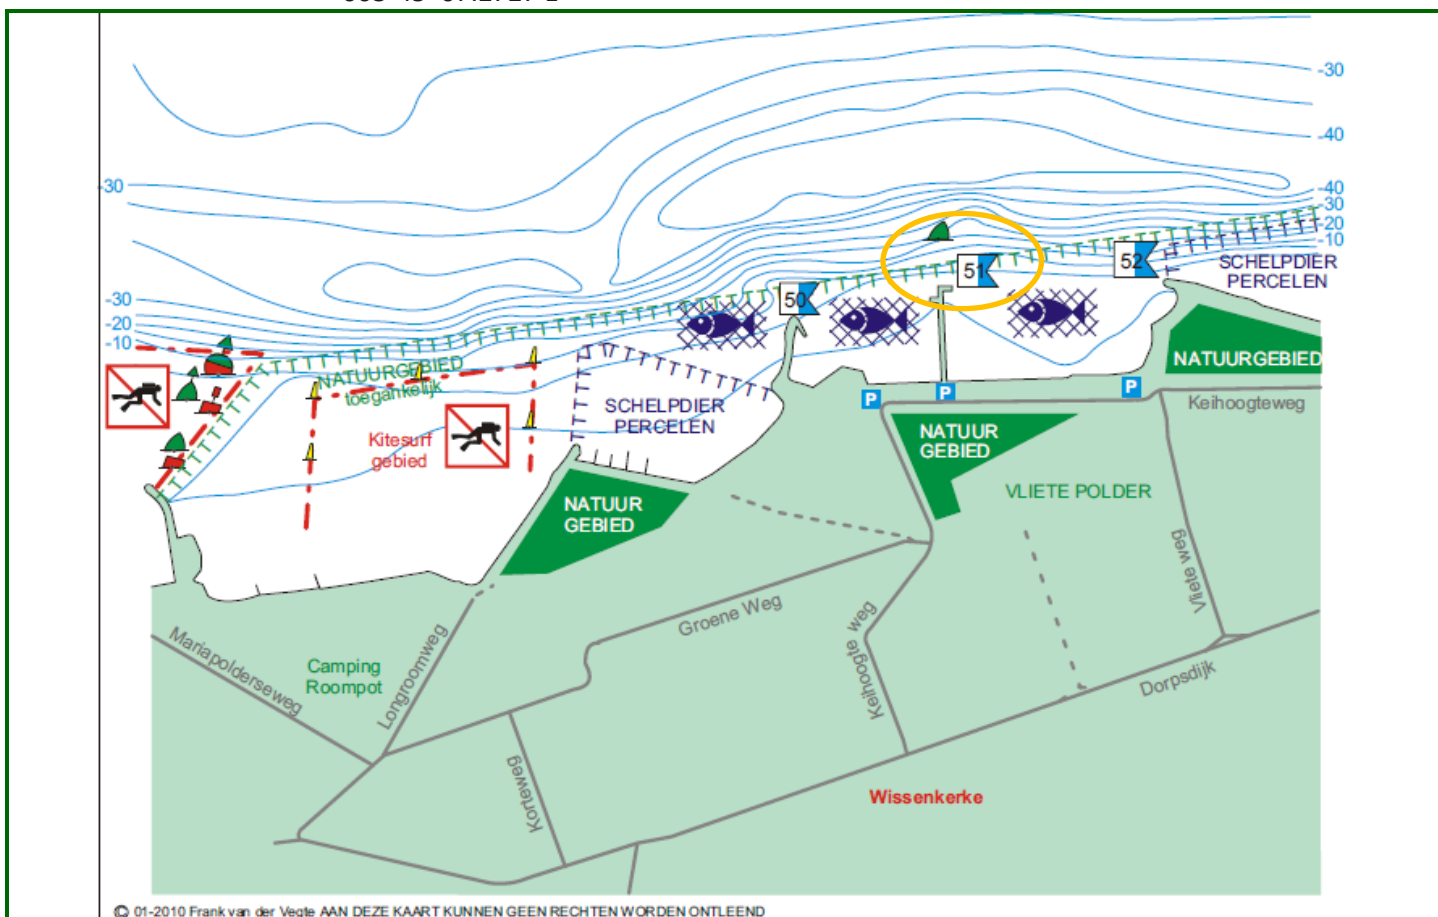 -30
-40
-30
-40
-30
-20
-10
50
51
52
SCHELPDIER
PERCELEN
-30
-20
-10
NATUURGEBIED
toegankelijk
NATUURGEBIED
P
P
P
Keihoogteweg
SCHELPDIER
PERCELEN
Kitesurf
gebied
NATUUR
GEBIED
VLIETE POLDER
NATUUR
GEBIED
Vliete weg
Groene Weg
Keihoogte weg
Mariapolderseweg
Camping
Roompot
Longroomweg
Dorpsdijk
Korteweg
Wissenkerke
© 01-2010 Frank van der Vegte AAN DEZE KAART KUNNEN GEEN RECHTEN WORDEN ONTLEEND